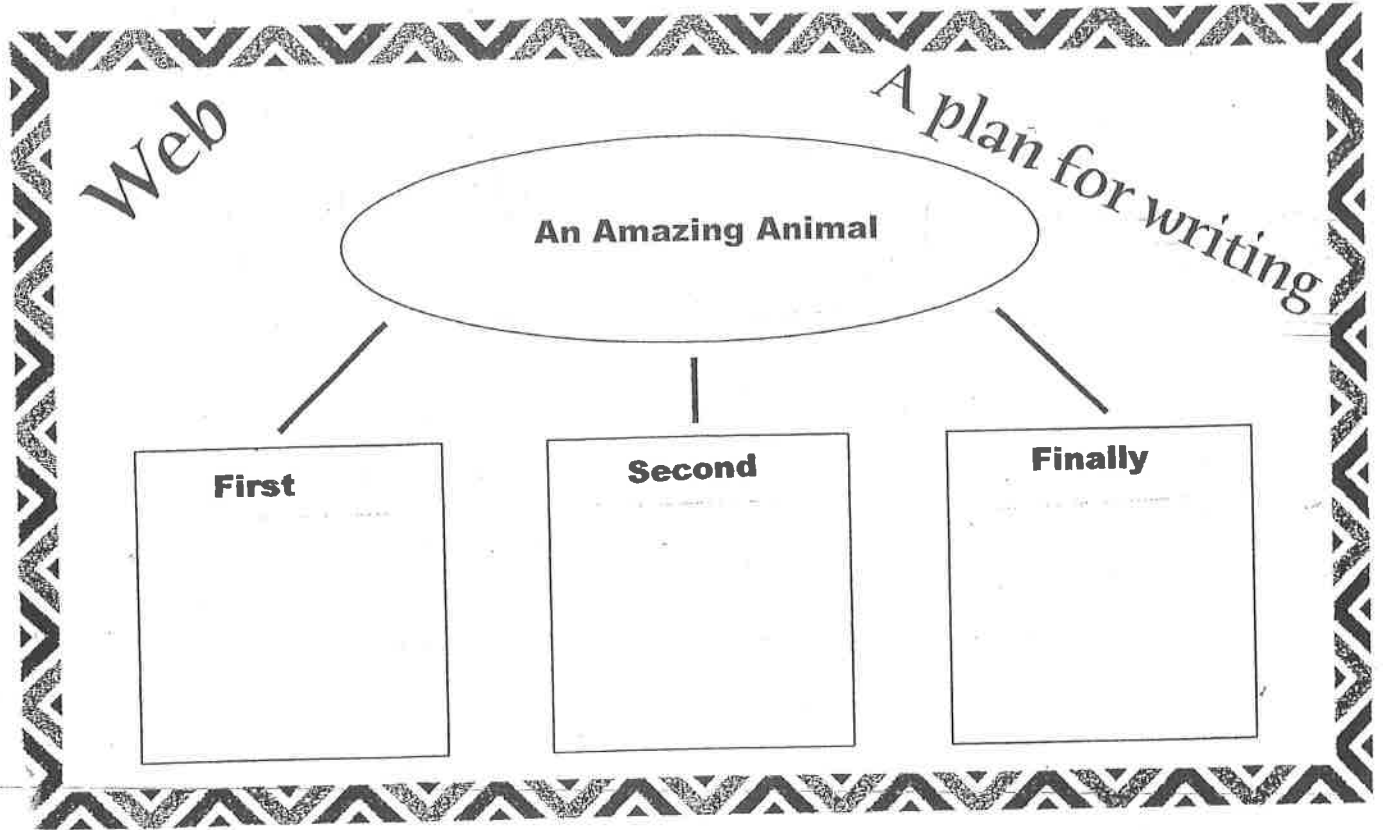 Web
A plan for writing
An Amazing Animal
First
Second
Finally